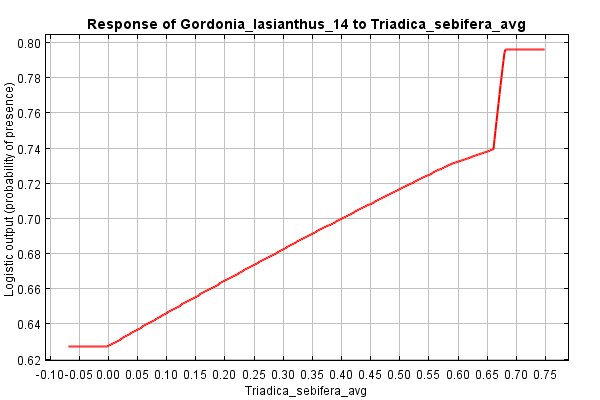 Response of Gordonia_lasianthus_14 to Triadica_sebifera_avg
Logistic output (probability of presence)
0.80
0.78
0.76
0.74
0.72
0.70
0.68
0.66
0.64
0.62
-0.10 -0.05 0.00 0.05 0.10 0.15 0.20 0.25 0.30 0.35 0.40 0.45 0.50 0.55 0.60 0.65 0.70 0.75
Triadica_sebifera_avg